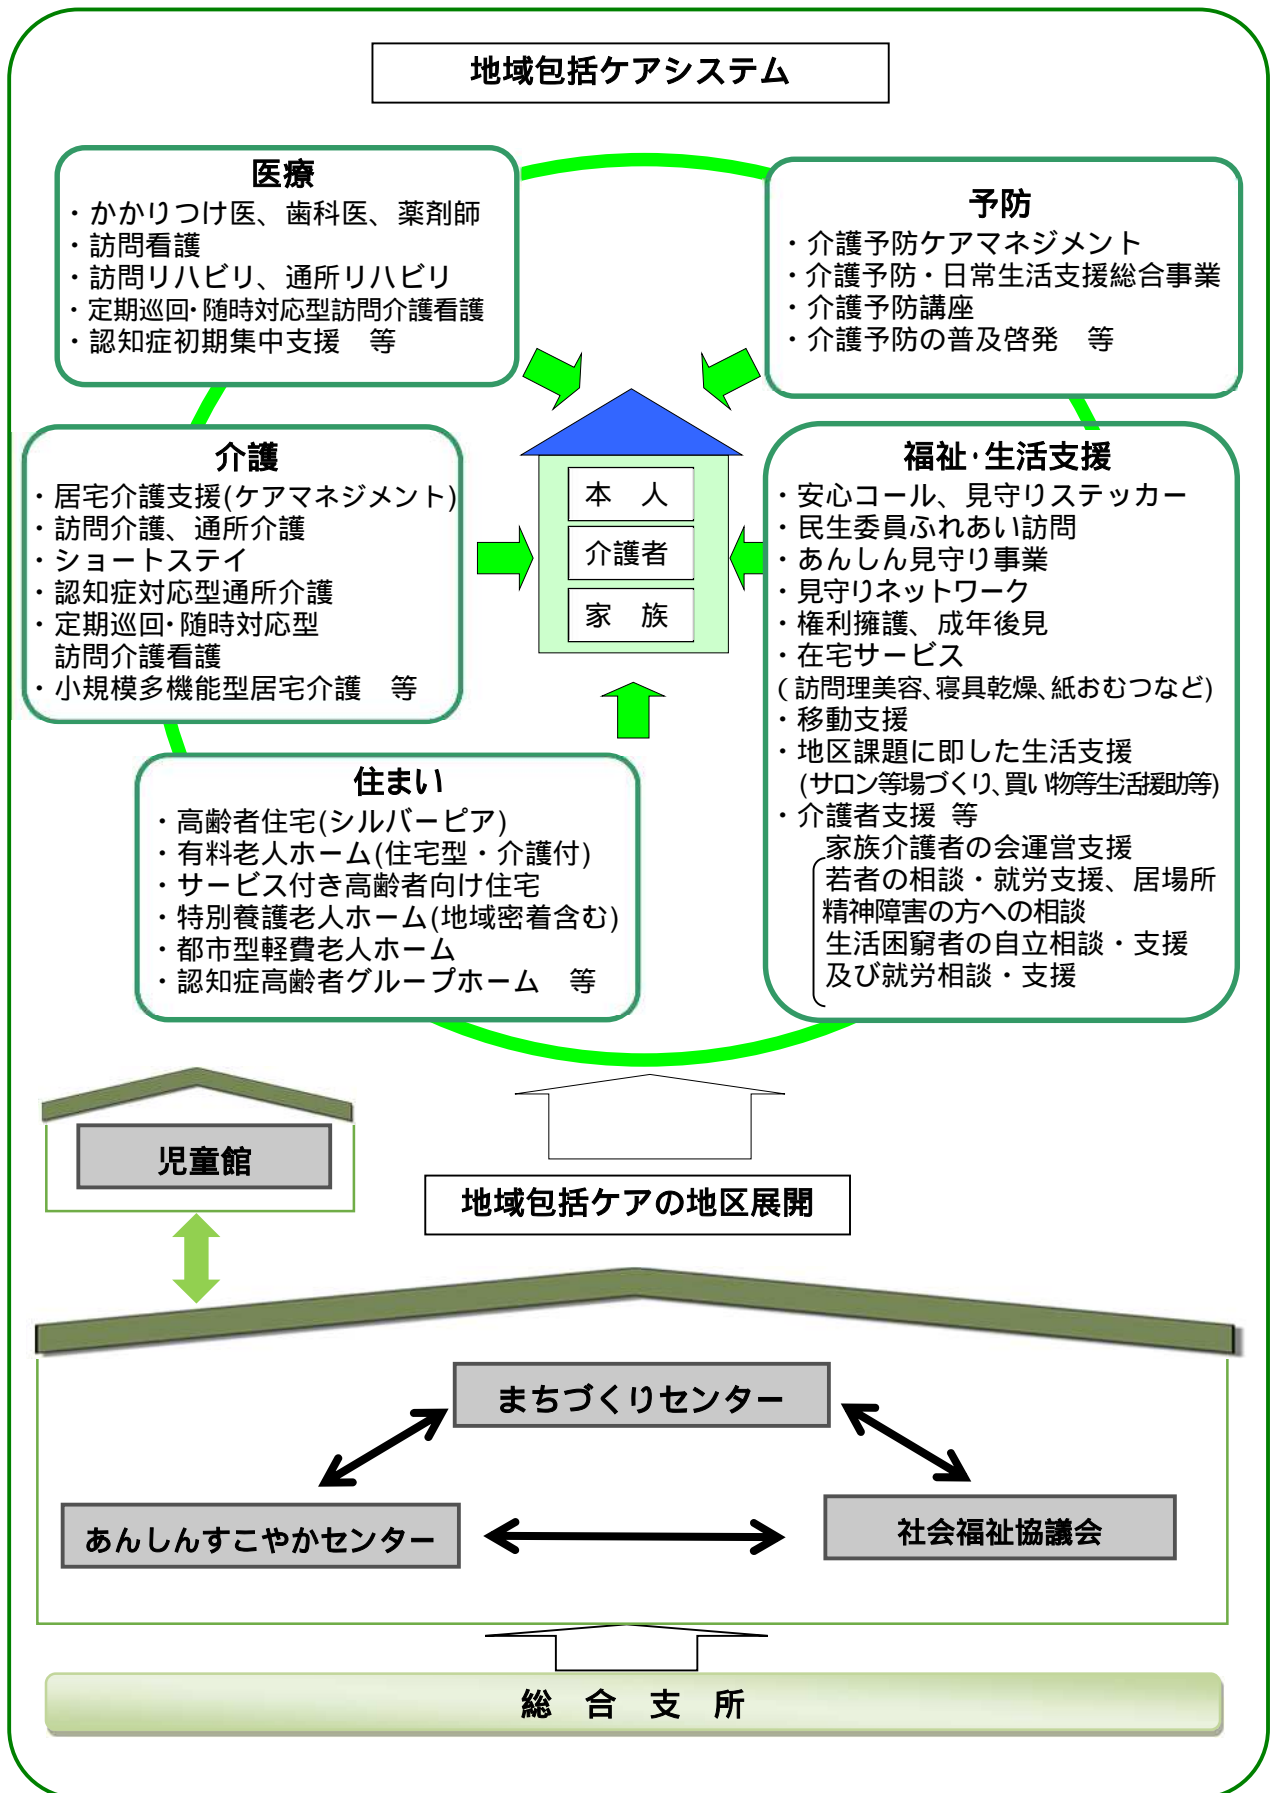 地域包括ケアシステム
医療
・かかりつけ医、歯科医、薬剤師
・訪問看護
・訪問リハビリ、通所リハビリ
・定期巡回・随時対応型訪問介護看護
・認知症初期集中支援　等
予防
・介護予防ケアマネジメント
・介護予防・日常生活支援総合事業
・介護予防講座
・介護予防の普及啓発　等
介護
・居宅介護支援(ケアマネジメント)
・訪問介護、通所介護
・ショートステイ
・認知症対応型通所介護
・定期巡回・随時対応型
訪問介護看護
・小規模多機能型居宅介護　等
本　人
介護者
家　族
福祉・生活支援
・安心コール、見守りステッカー
・民生委員ふれあい訪問
・あんしん見守り事業
・見守りネットワーク
・権利擁護、成年後見
・在宅サービス
(訪問理美容、寝具乾燥、紙おむつなど)
・移動支援
・地区課題に即した生活支援
(サロン等場づくり、買い物等生活援助等)
・介護者支援 等
家族介護者の会運営支援
若者の相談・就労支援、居場所
精神障害の方への相談
生活困窮者の自立相談・支援
及び就労相談・支援
住まい
・高齢者住宅(シルバーピア)
・有料老人ホーム(住宅型・介護付)
・サービス付き高齢者向け住宅
・特別養護老人ホーム(地域密着含む)
・都市型軽費老人ホーム
・認知症高齢者グループホーム　等
児童館
地域包括ケアの地区展開
まちづくりセンター
あんしんすこやかセンター
社会福祉協議会
総　合　支　所